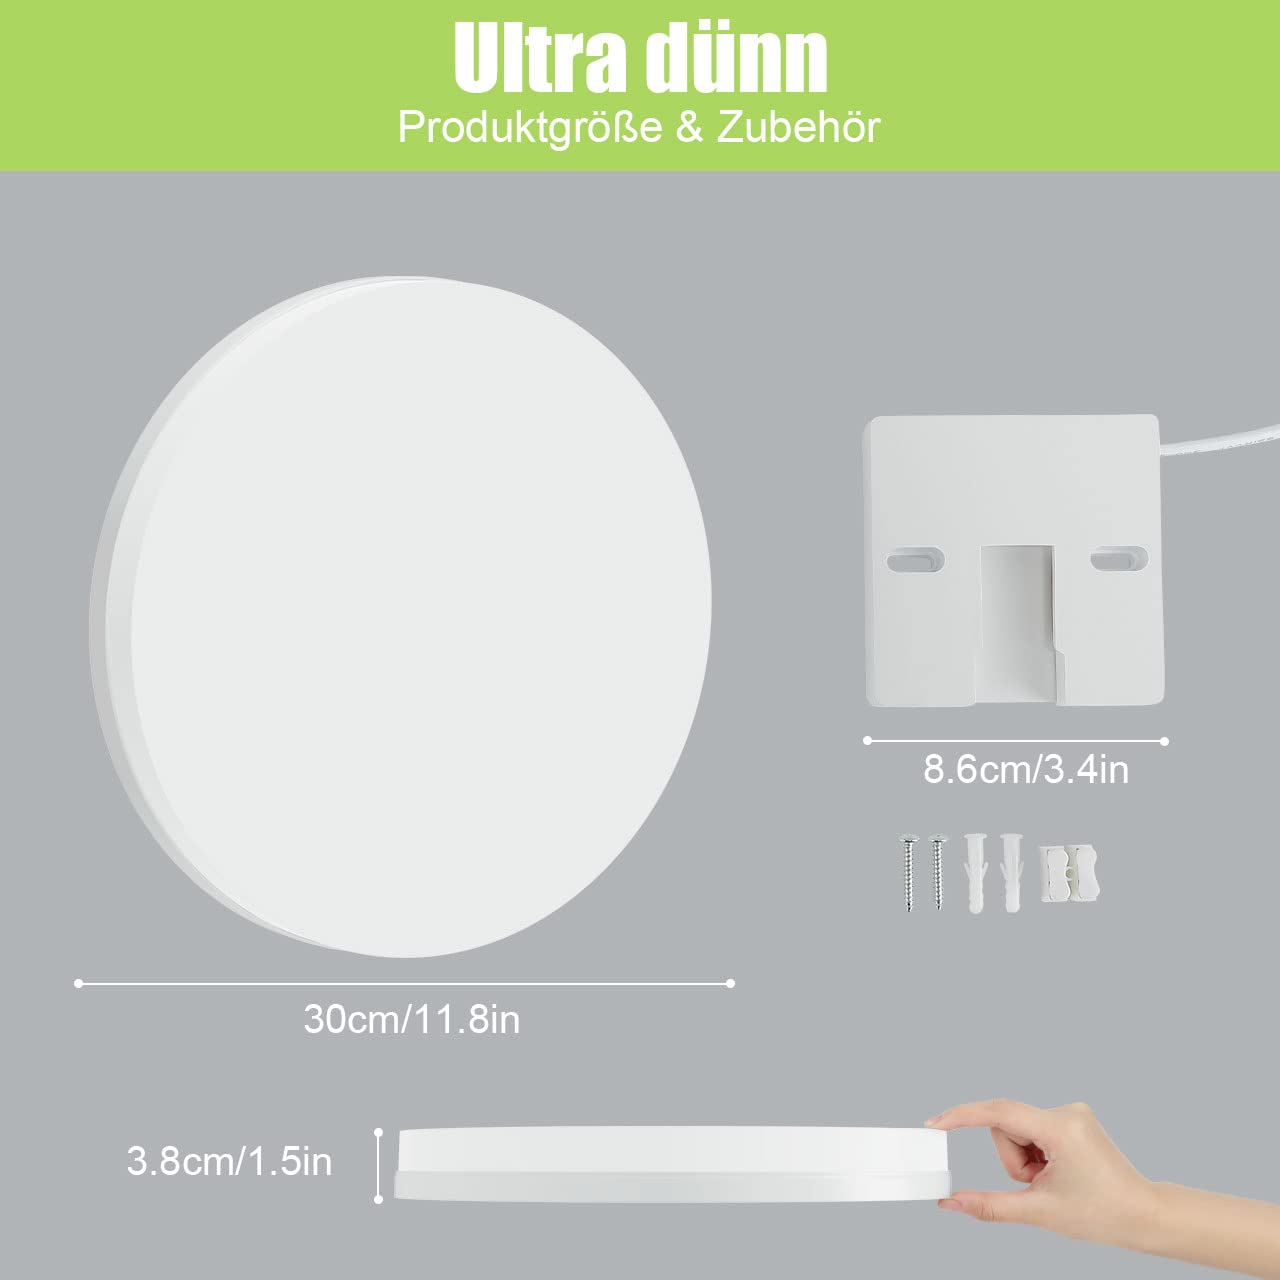 Ultra dünn
Produktgröße & Zubehör
8.6cm/3.4in
30cm/11.8in
3.8cm/1.5in